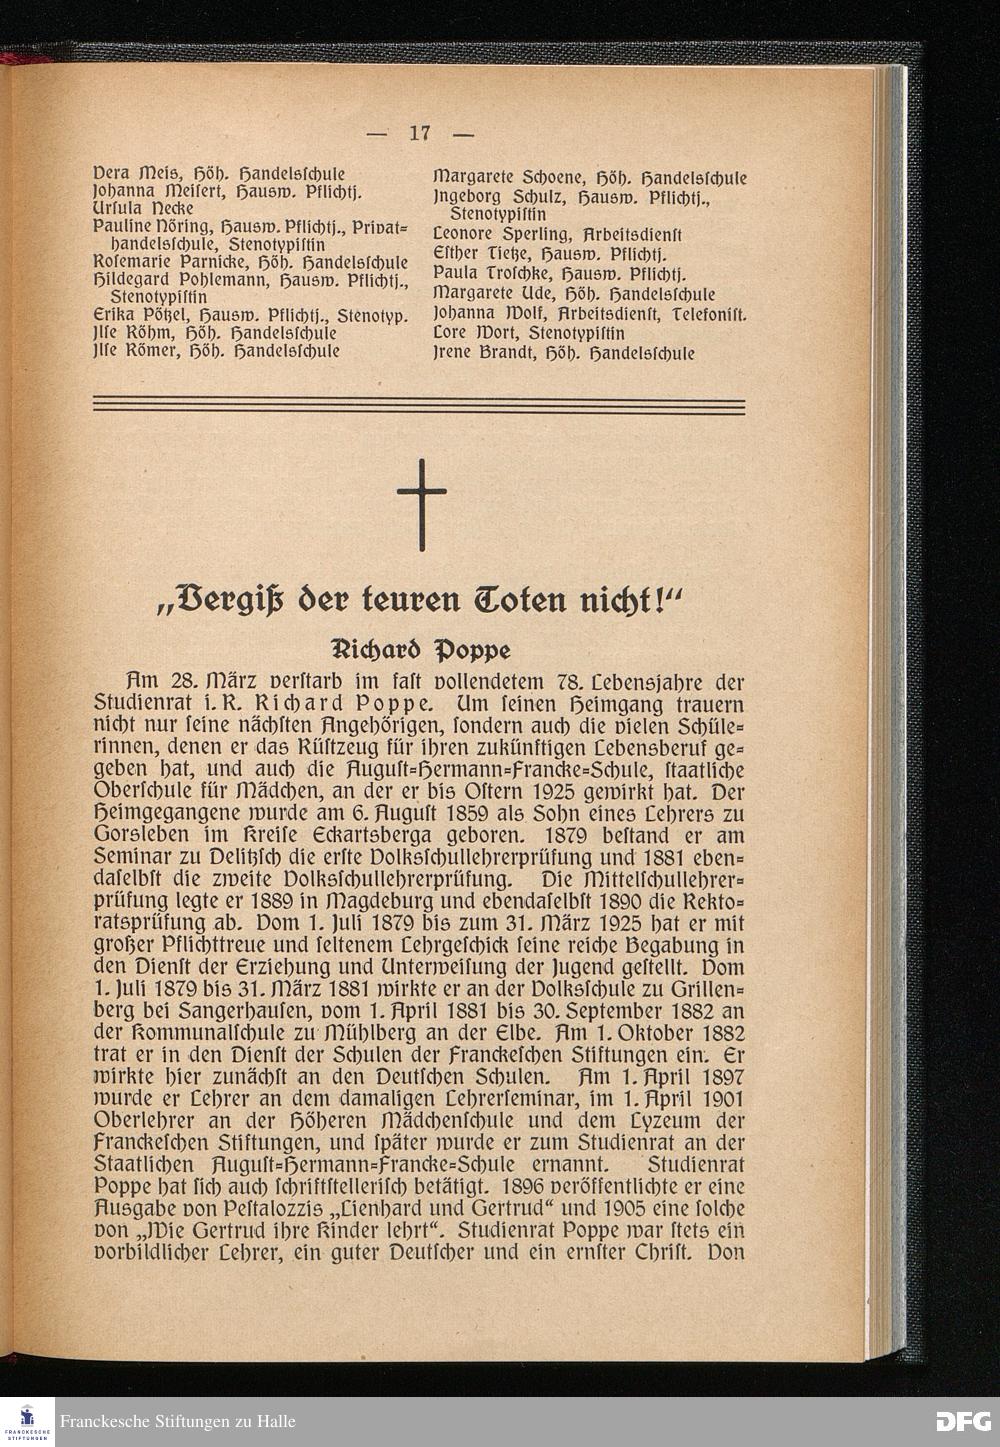 — 17 —
Vera Meis, Höh. Handelsschule
Johanna Meisert, Hausw. Pflichtj.
Ursula Necke
Pauline Nöring, Hausw. Pflichtj., Privat-
handelsschule, Stenotypistin
Rosemarie Parnicke, Höh. Handelsschule
Hildegard Pohlemann, Hausw. Pflichtj.,
Stenotypistin
Erika Pötzel, Hausw. Pflichtj., Stenotyp.
Ilse Röhm, Höh. Handelsschule
Ilse Römer, Höh. Handelsschule
Margarete Schoene, Höh. Handelsschule
Ingeborg Schulz, Hausw. Pflichtj.,
Stenotypistin
Leonore Sperling, Arbeitsdienst
Esther Tietze, Hausw. Pflichtj.
Paula Troschke, Hausw. Pflichtj.
Margarete Ude, Höh. Handelsschule
Johanna Wolf, Arbeitsdienst, Telefonist.
Lore Wort, Stenotypistin
Irene Brandt, Höh. Handelsschule
„Vergiß der teuren Toten nicht!“
Richard Poppe
Am 28. März verstarb im fast vollendetem 78. Lebensjahre der
Studienrat i. R. Richard Poppe. Um seinen Heimgang trauern
nicht nur seine nächsten Angehörigen, sondern auch die vielen Schüle-
rinnen, denen er das Rüstzeug für ihren zukünftigen Lebensberuf ge-
geben hat, und auch die August-Hermann-Francke-Schule, staatliche
Oberschule für Mädchen, an der er bis Ostern 1925 gewirkt hat. Der
Heimgegangene wurde am 6. August 1859 als Sohn eines Lehrers zu
Gorsleben im Kreise Eckartsberga geboren. 1879 bestand er am
Seminar zu Delitzsch die erste Volksschullehrerprüfung und 1881 eben-
daselbst die zweite Volksschullehrerprüfung. Die Mittelschullehrer-
prüfung legte er 1889 in Magdeburg und ebendaselbst 1890 die Rekto-
ratsprüfung ab. Vom 1. Juli 1879 bis zum 31. März 1925 hat er mit
großer Pflichttreue und seltenem Lehrgeschick seine reiche Begabung in
den Dienst der Erziehung und Unterweisung der Jugend gestellt. Vom
1. Juli 1879 bis 31. März 1881 wirkte er an der Volksschule zu Grillen-
berg bei Sangerhausen, vom 1. April 1881 bis 30. September 1882 an
der Kommunalschule zu Mühlberg an der Elbe. Am 1. Oktober 1882
trat er in den Dienst der Schulen der Franckeschen Stiftungen ein. Er
wirkte hier zunächst an den Deutschen Schulen. Am 1. April 1897
wurde er Lehrer an dem damaligen Lehrerseminar, im 1. April 1901
Oberlehrer an der Höheren Mädchenschule und dem Lyzeum der
Franckeschen Stiftungen, und später wurde er zum Studienrat an der
Staatlichen August-Hermann-Francke-Schule ernannt. Studienrat
Poppe hat sich auch schriftstellerisch betätigt. 1896 veröffentlichte er eine
Ausgabe von Pestalozzis „Lienhard und Gertrud“ und 1905 eine solche
von „Wie Gertrud ihre Kinder lehrt“. Studienrat Poppe war stets ein
vorbildlicher Lehrer, ein guter Deutscher und ein ernster Christ. Von
FRANCKESCHE
STIFTUNGEN
Franckesche Stiftungen zu Halle
DFG